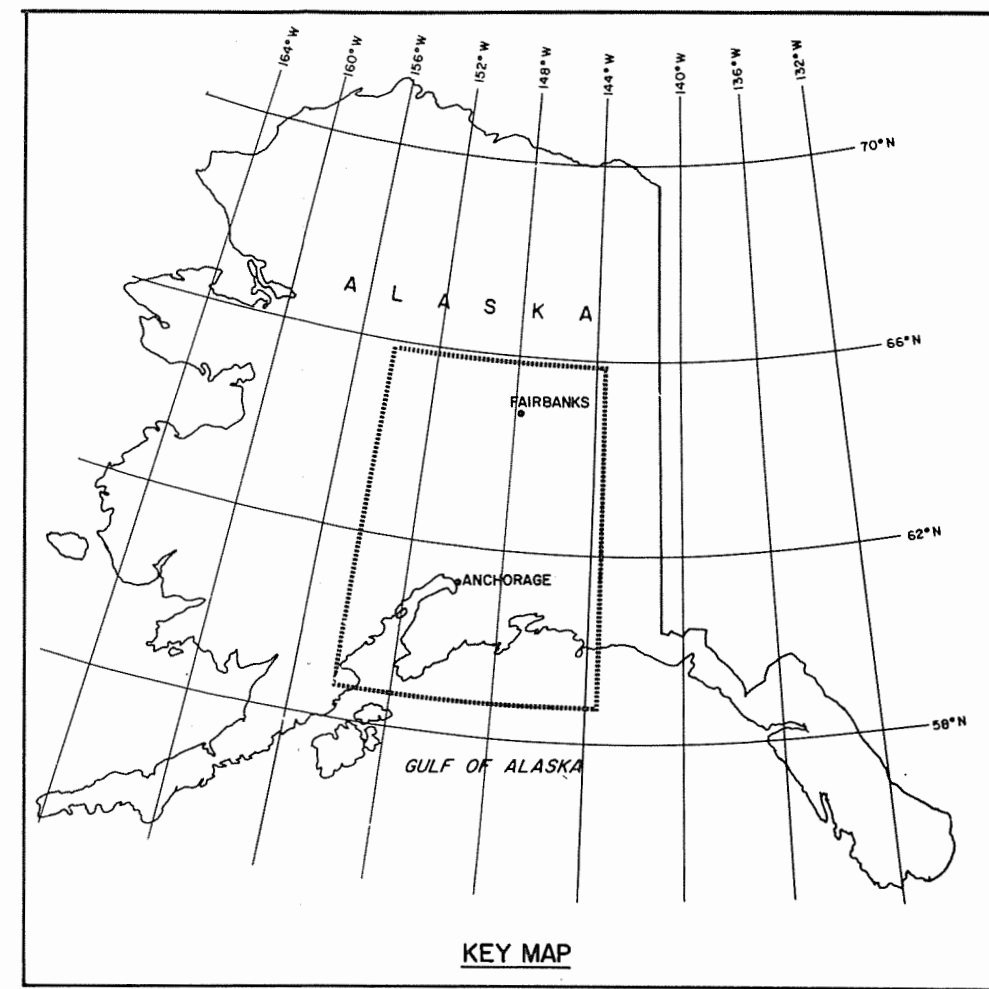 164°W
160°W
156°W
152°W
148°W
144°W
140°W
136°W
132°W
70°N
A L A S K A
66°N
FAIRBANKS
62°N
ANCHORAGE
58°N
GULF OF ALASKA
KEY MAP